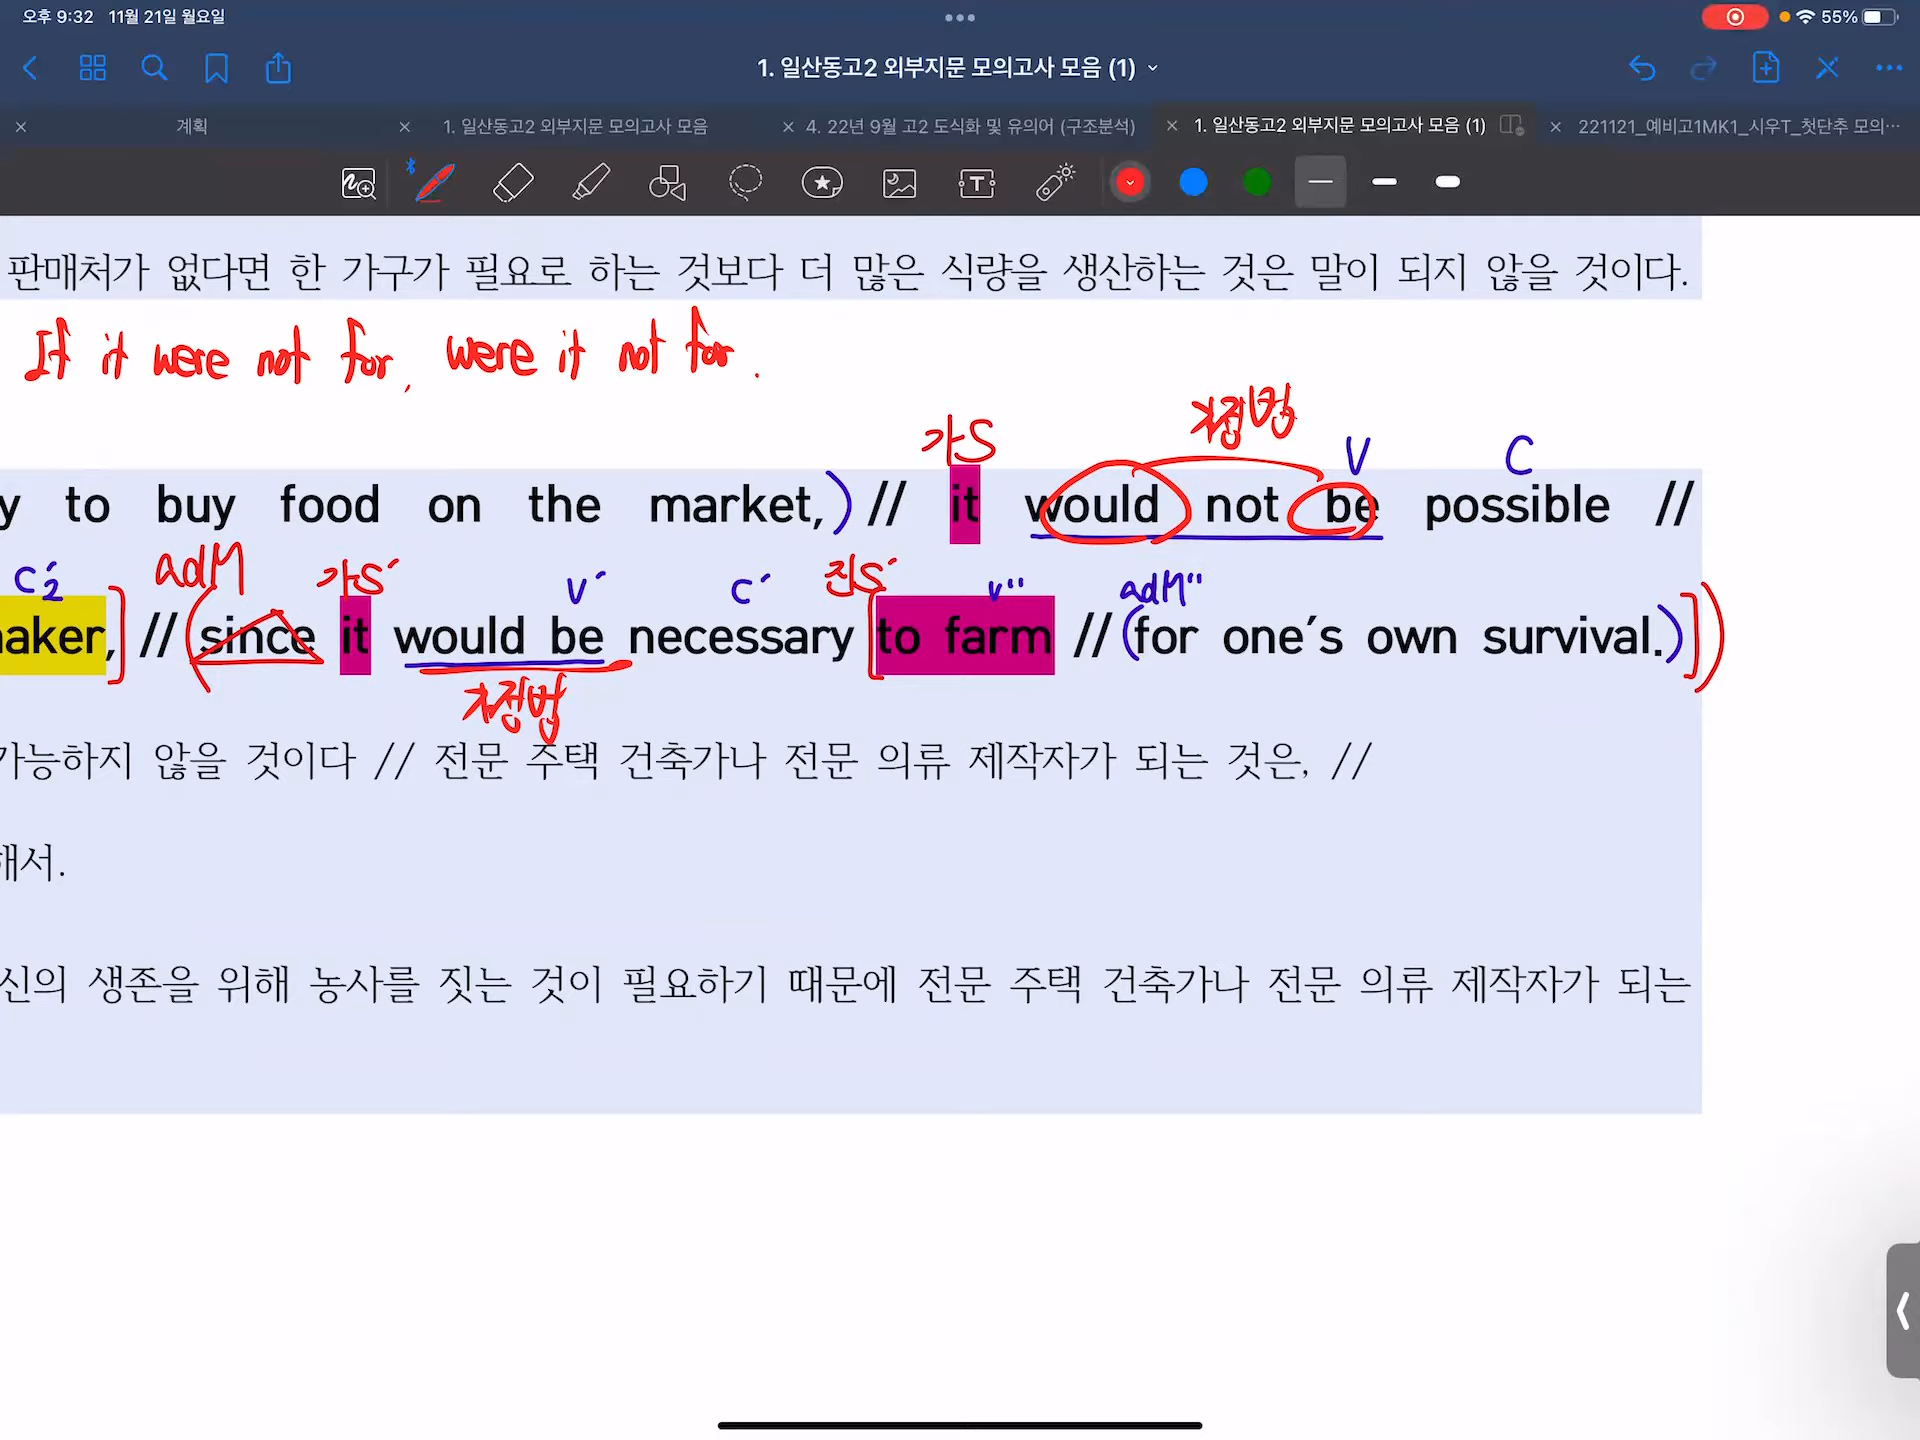 오후 9:32 11월 21일 월요일
55%
1. 일산동고2 외부지문 모의고사 모음 (1)
계획
1. 일산동고2 외부지문 모의고사 모음
4. 22년 9월 고2 도식화 및 유의어 (구조분석)
1. 일산동고2 외부지문 모의고사 모음 (1)
221121_예비고1MK1_시우T_첫단추 모의…
판매처가 없다면 한 가구가 필요로 하는 것보다 더 많은 식량을 생산하는 것은 말이 되지 않을 것이다.
If it were not for, were it not for.
가S 가정법 V C
y to buy food on the market,) // it would not be possible //
C2′ adM 가S′ V′ C′ 진S′ V′′′ adM′′
naker,] // (since it would be necessary [to farm // (for one's own survival.)])
가정법
가능하지 않을 것이다 // 전문 주택 건축가나 전문 의류 제작자가 되는 것은, //
해서.
신의 생존을 위해 농사를 짓는 것이 필요하기 때문에 전문 주택 건축가나 전문 의류 제작자가 되는